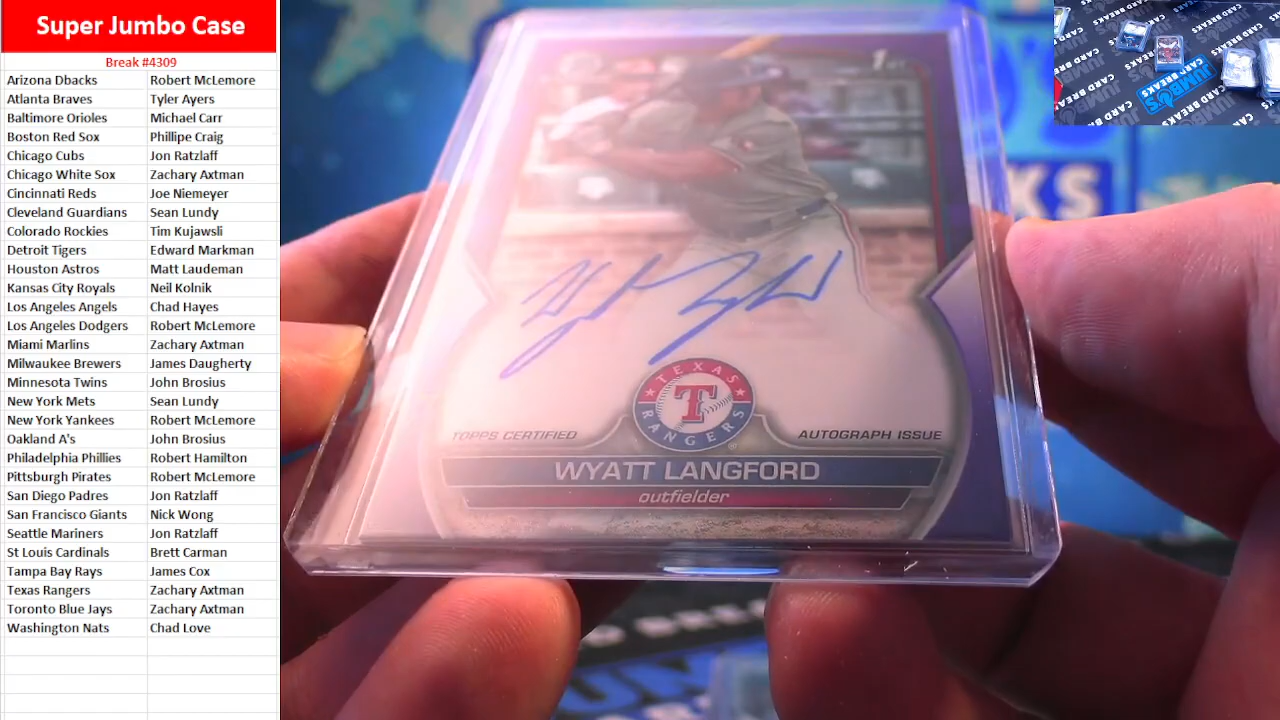 Super Jumbo Case
Break #4309
Arizona Dbacks Robert McLemore
Atlanta Braves Tyler Ayers
Baltimore Orioles Michael Carr
Boston Red Sox Phillipe Craig
Chicago Cubs Jon Ratzlaff
Chicago White Sox Zachary Axtman
Cincinnati Reds Joe Niemeyer
Cleveland Guardians Sean Lundy
Colorado Rockies Tim Kujawsli
Detroit Tigers Edward Markman
Houston Astros Matt Laudeman
Kansas City Royals Neil Kolnik
Los Angeles Angels Chad Hayes
Los Angeles Dodgers Robert McLemore
Miami Marlins Zachary Axtman
Milwaukee Brewers James Daugherty
Minnesota Twins John Brosius
New York Mets Sean Lundy
New York Yankees Robert McLemore
Oakland A's John Brosius
Philadelphia Phillies Robert Hamilton
Pittsburgh Pirates Robert McLemore
San Diego Padres Jon Ratzlaff
San Francisco Giants Nick Wong
Seattle Mariners Jon Ratzlaff
St Louis Cardinals Brett Carman
Tampa Bay Rays James Cox
Texas Rangers Zachary Axtman
Toronto Blue Jays Zachary Axtman
Washington Nats Chad Love
1st
TEXAS
T
RANGERS
TOPPS CERTIFIED AUTOGRAPH ISSUE
WYATT LANGFORD
outfielder
JUMBO'S
CARD BREAKS